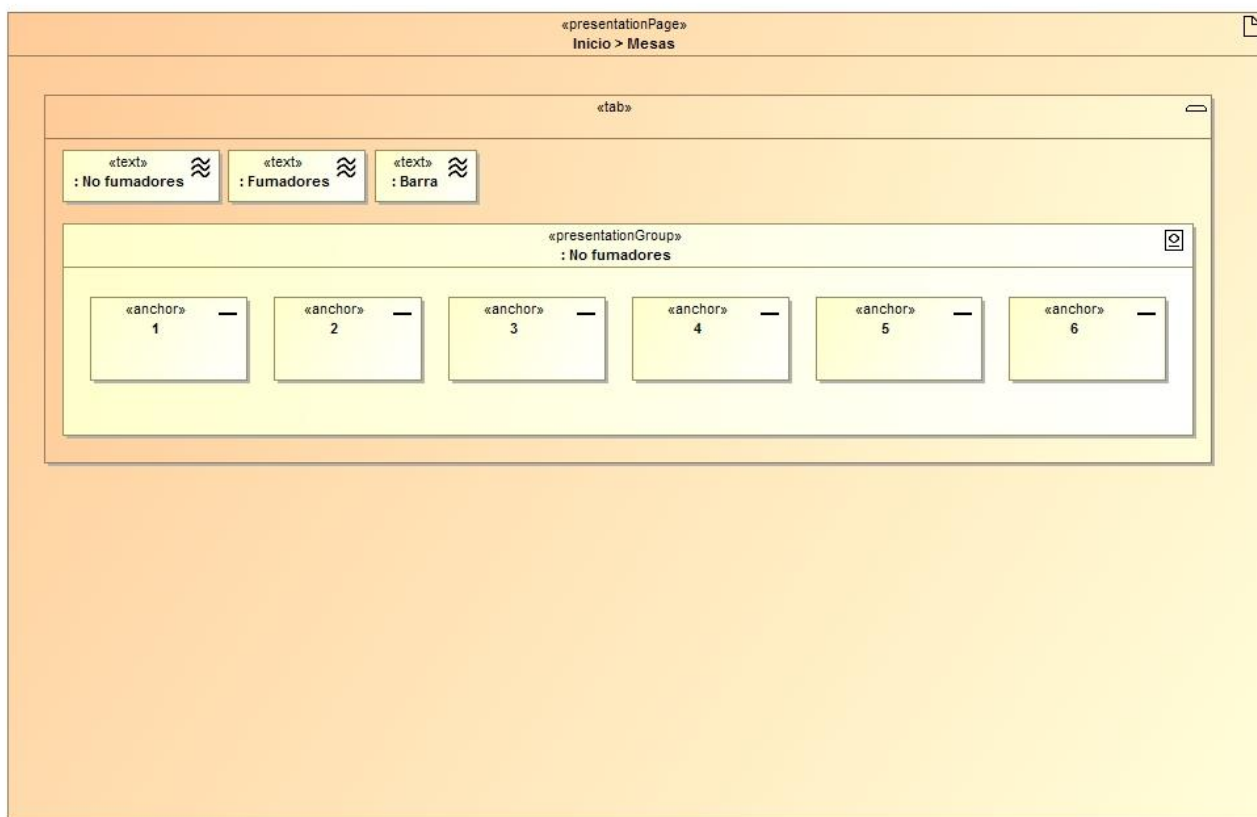 «presentationPage»
Inicio > Mesas
«tab»
«text»
: No fumadores
«text»
: Fumadores
«text»
: Barra
«presentationGroup»
: No fumadores
«anchor»
1
«anchor»
2
«anchor»
3
«anchor»
4
«anchor»
5
«anchor»
6